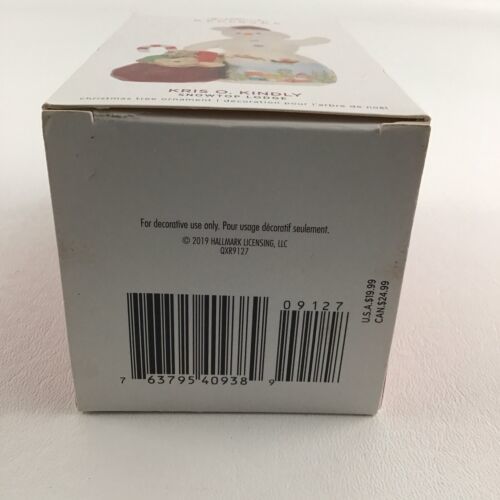 KRIS O. KINDLY
SNOWTOP LODGE
christmas tree ornament | décoration pour l'arbre de noël
For decorative use only. Pour usage décoratif seulement.
© 2019 HALLMARK LICENSING, LLC
QXR9127
09127
7 63795 40938 9
U.S.A.$19.99
CAN.$24.99